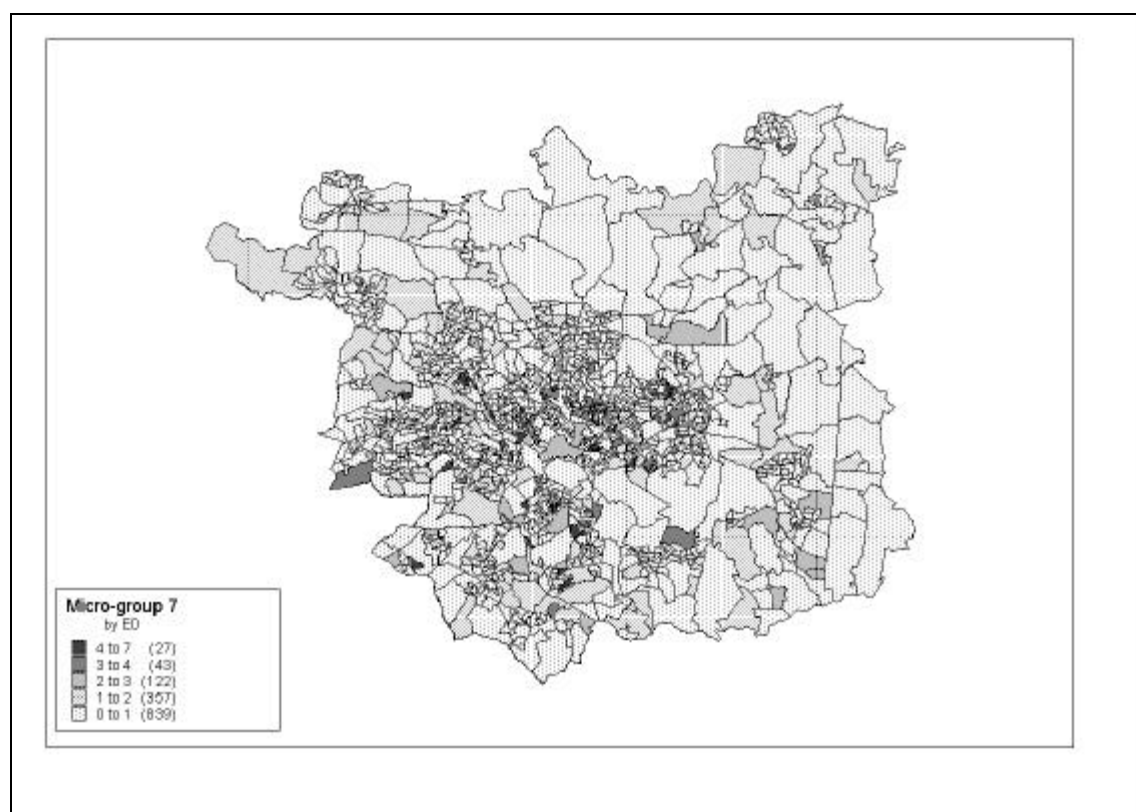 Micro-group 7
by ED
4 to 7 (27)
3 to 4 (43)
2 to 3 (122)
1 to 2 (357)
0 to 1 (839)